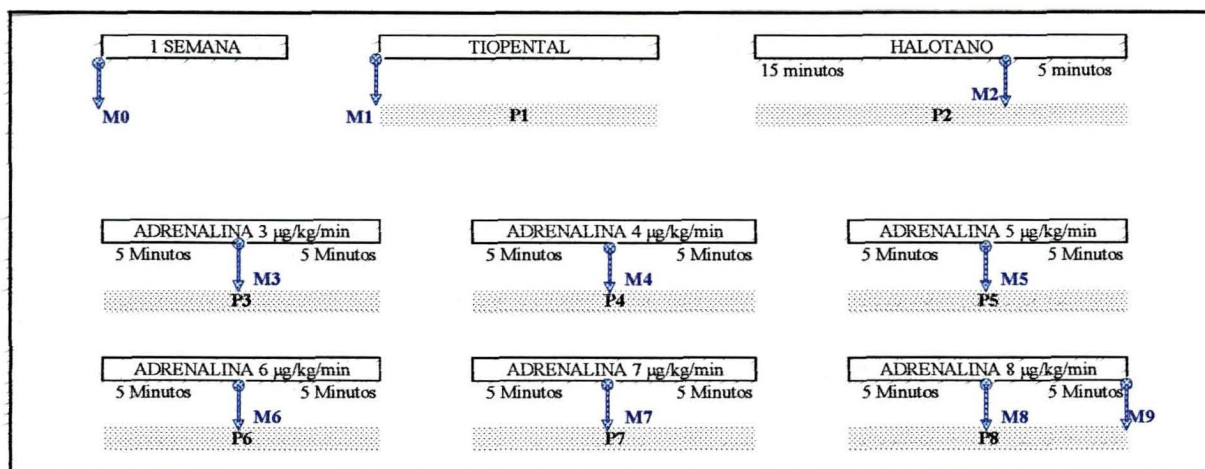 1 SEMANA TIOPENTAL HALOTANO
15 minutos 5 minutos
M0 M1 P1 M2 P2
ADRENALINA 3 µg/kg/min ADRENALINA 4 µg/kg/min ADRENALINA 5 µg/kg/min
5 Minutos 5 Minutos 5 Minutos 5 Minutos 5 Minutos 5 Minutos
M3 M4 M5
P3 P4 P5
ADRENALINA 6 µg/kg/min ADRENALINA 7 µg/kg/min ADRENALINA 8 µg/kg/min
5 Minutos 5 Minutos 5 Minutos 5 Minutos 5 Minutos 5 Minutos
M6 M7 M8 M9
P6 P7 P8